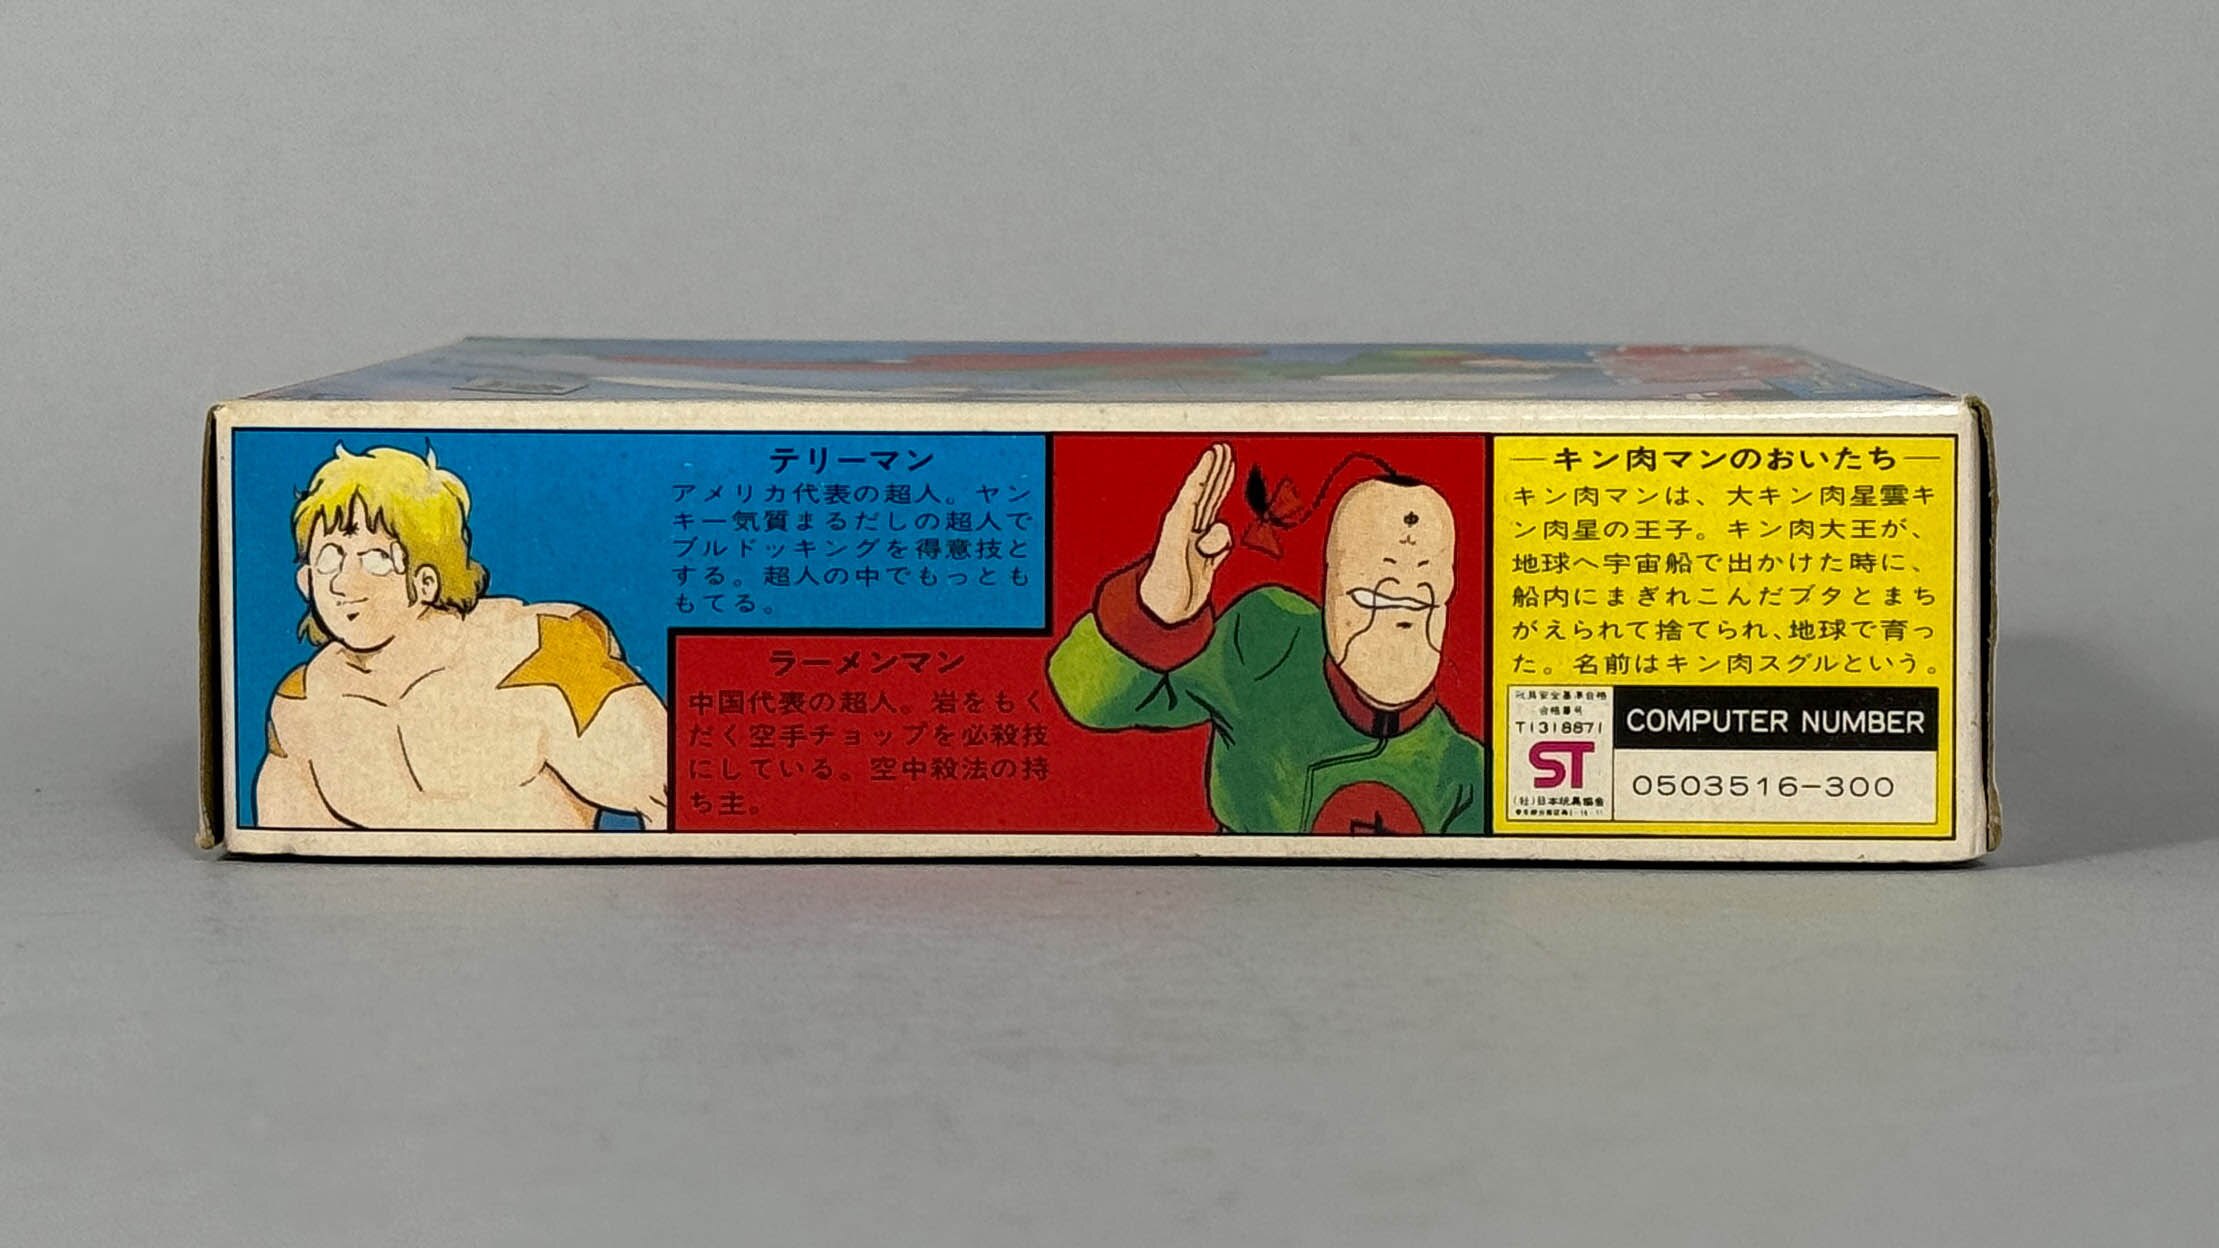 テリーマン
アメリカ代表の超人。ヤン
キー気質まるだしの超人で
ブルドッキングを得意技と
する。超人の中でもっとも
もてる。
ラーメンマン
中国代表の超人。岩をもく
だく空手チョップを必殺技
にしている。空中殺法の持
ち主。
中
キン肉マンのおいたち
キン肉マンは、大キン肉星雲キ
ン肉星の王子。キン肉大王が、
地球へ宇宙船で出かけた時に、
船内にまぎれこんだブタとまち
がえられて捨てられ、地球で育っ
た。名前はキン肉スグルという。
玩具安全基準合格
合格番号
T1318871
ST
(社)日本玩具協会
COMPUTER NUMBER
0503516-300